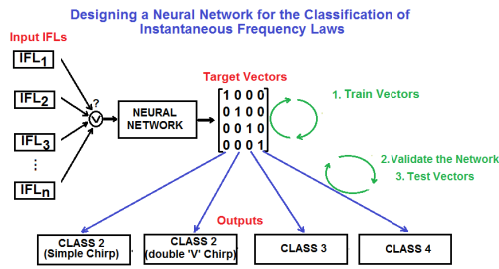 Designing a Neural Network for the Classification of
Instantaneous Frequency Laws
Input IFLs
IFL1
IFL2
IFL3
⋮
IFLn
?
V
NEURAL
NETWORK
Target Vectors
1 0 0 0
0 1 0 0
0 0 1 0
0 0 0 1
1. Train Vectors
2.Validate the Network
3. Test Vectors
Outputs
CLASS 2
(Simple Chirp)
CLASS 2
(double 'V' Chirp)
CLASS 3
CLASS 4